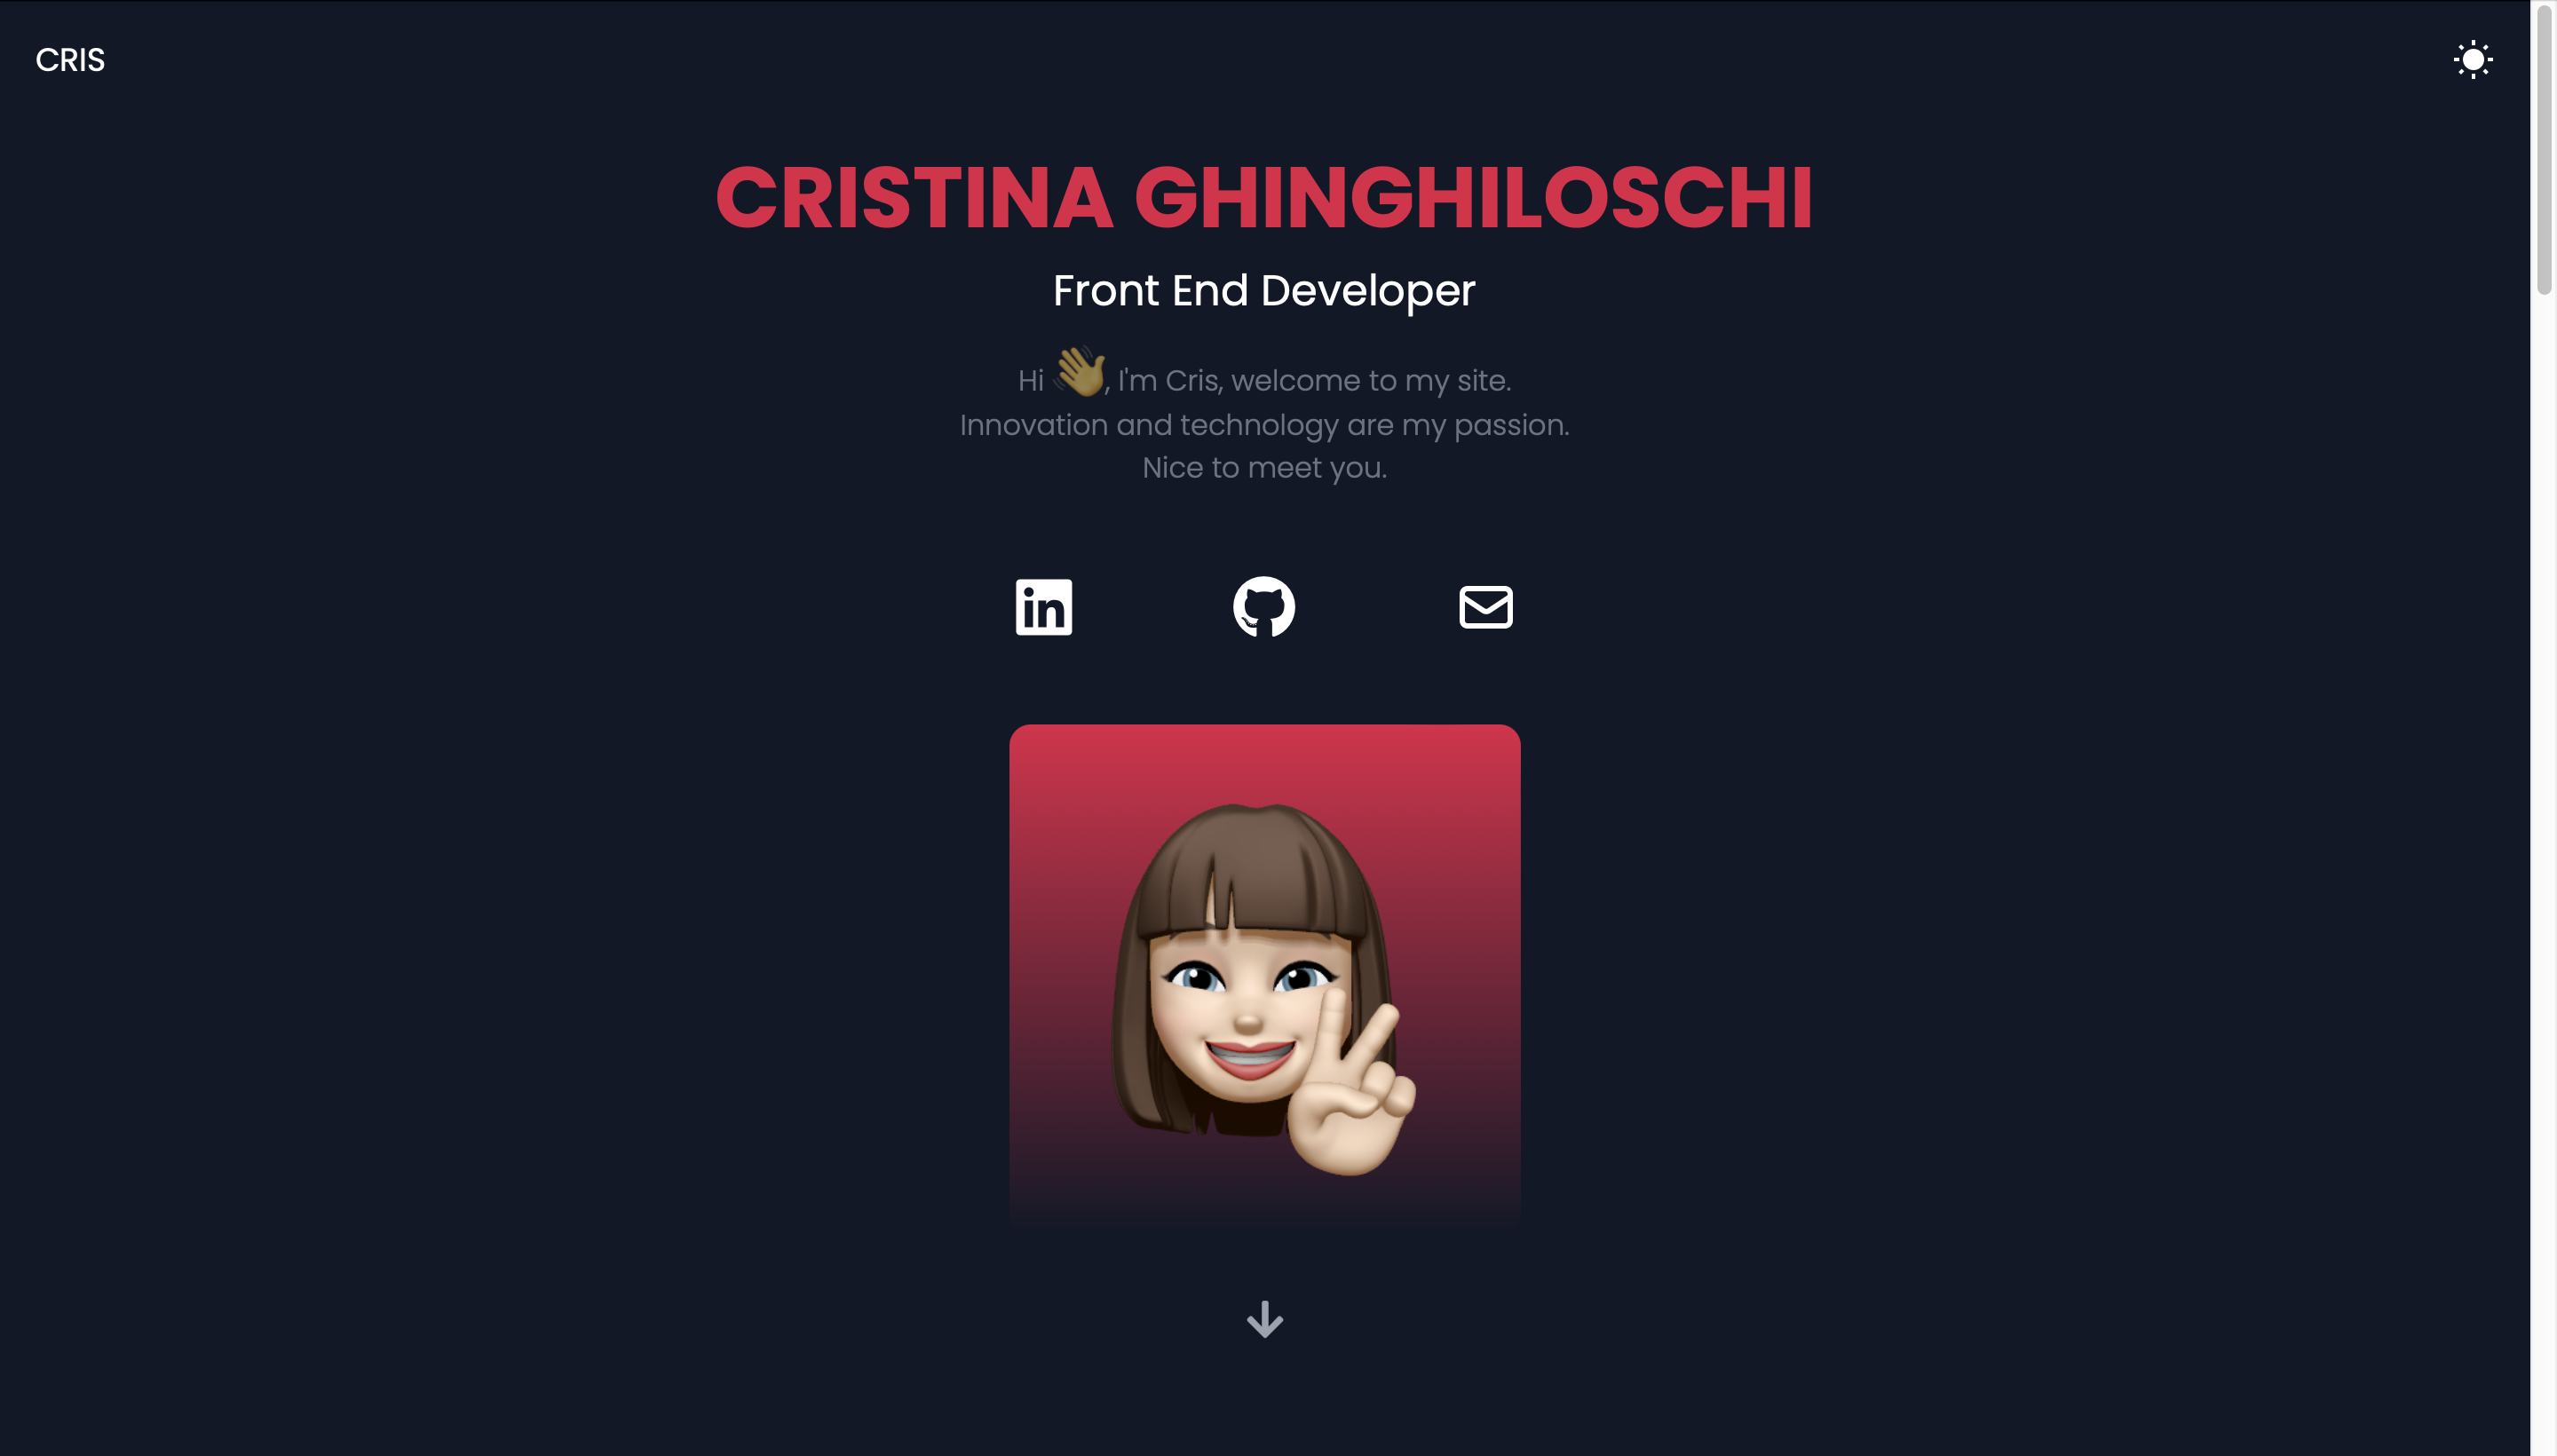 CRIS
CRISTINA GHINGHILOSCHI
Front End Developer
Hi 👋, I'm Cris, welcome to my site.
Innovation and technology are my passion.
Nice to meet you.
in